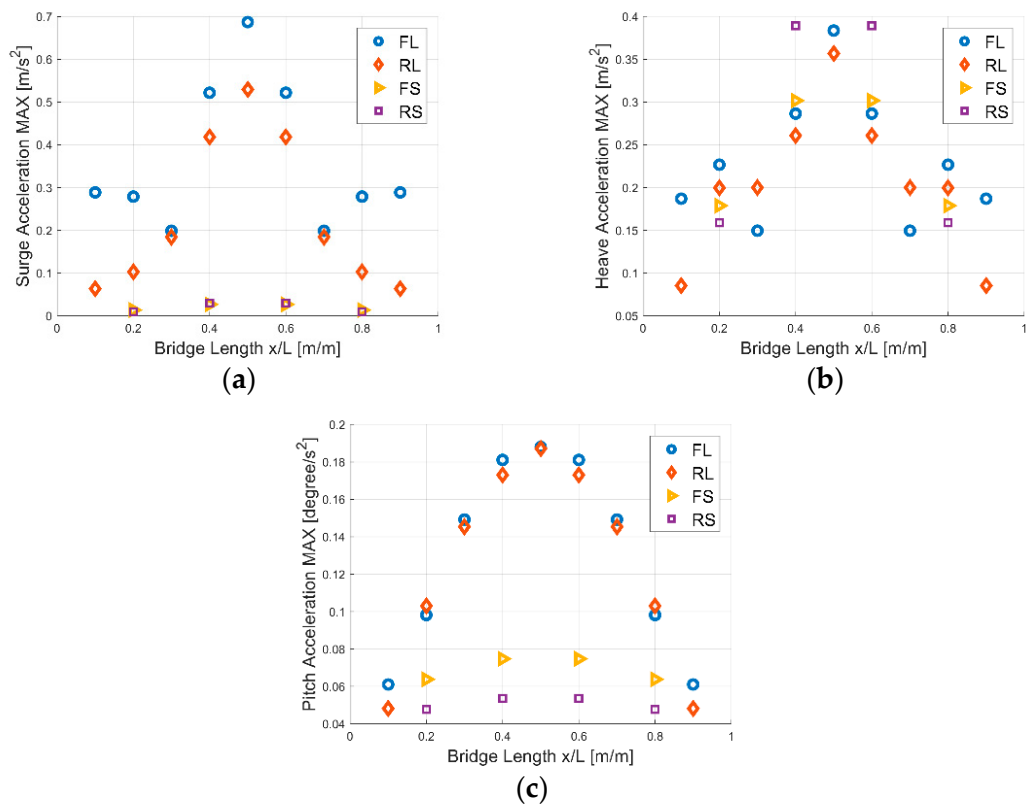 Surge Acceleration MAX [m/s²]
0.7
0.6
0.5
0.4
0.3
0.2
0.1
0
0 0.2 0.4 0.6 0.8 1
Bridge Length x/L [m/m]
FL
RL
FS
RS
(a)
Heave Acceleration MAX [m/s²]
0.4
0.35
0.3
0.25
0.2
0.15
0.1
0.05
0 0.2 0.4 0.6 0.8 1
Bridge Length x/L [m/m]
FL
RL
FS
RS
(b)
Pitch Acceleration MAX [degree/s²]
0.2
0.18
0.16
0.14
0.12
0.1
0.08
0.06
0.04
0 0.2 0.4 0.6 0.8 1
Bridge Length x/L [m/m]
FL
RL
FS
RS
(c)